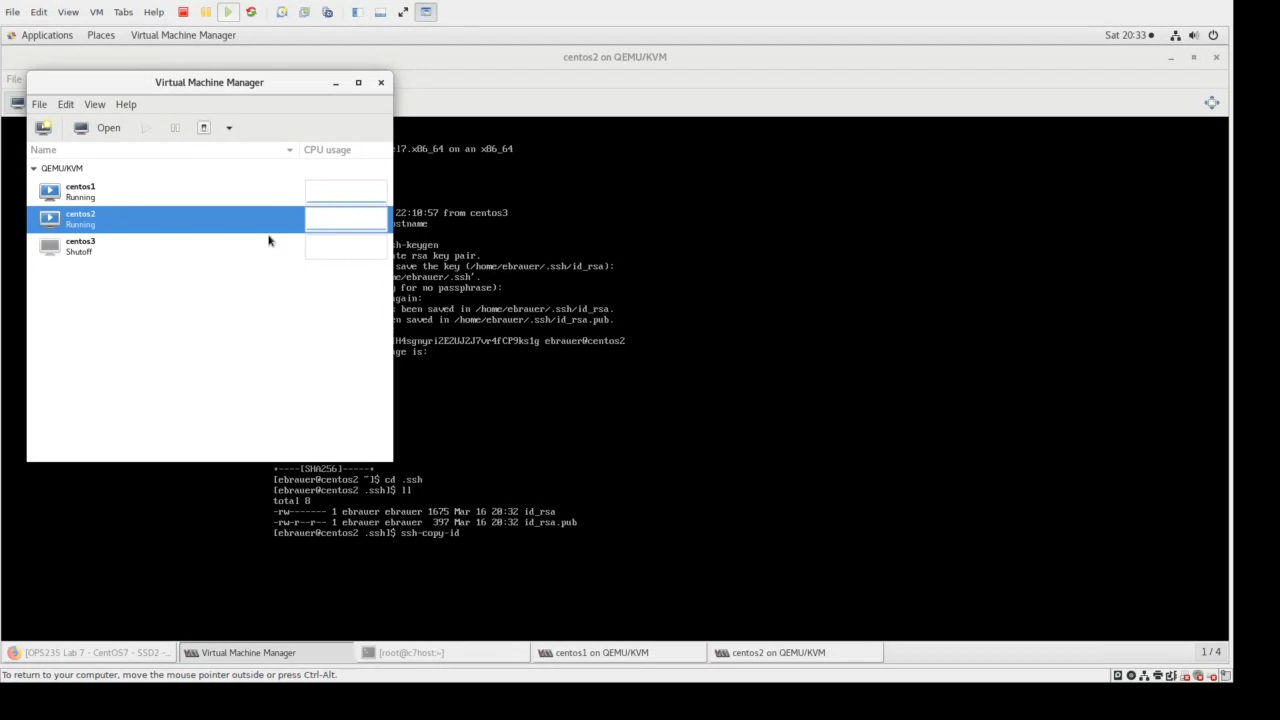 File Edit View VM Tabs Help
Applications Places Virtual Machine Manager Sat 20:33
centos2 on QEMU/KVM
File
Virtual Machine Manager
File Edit View Help
Open
Name CPU usage
QEMU/KVM
centos1
Running
centos2
Running
centos3
Shutoff
el7.x86_64 on an x86_64
22:10:57 from centos3
ostname
sh-keygen
ate rsa key pair.
save the key (/home/ebrauer/.ssh/id_rsa):
me/ebrauer/.ssh'.
y for no passphrase):
again:
s been saved in /home/ebrauer/.ssh/id_rsa.
en saved in /home/ebrauer/.ssh/id_rsa.pub.
ebrauer@centos2
age is:
+----[SHA256]-----+
[ebrauer@centos2 ~]$ cd .ssh
[ebrauer@centos2 .ssh]$ ll
total 8
-rw------- 1 ebrauer ebrauer 1675 Mar 16 20:32 id_rsa
-rw-r--r-- 1 ebrauer ebrauer  397 Mar 16 20:32 id_rsa.pub
[ebrauer@centos2 .ssh]$ ssh-copy-id
[OPS235 Lab 7 - CentOS7 - SSD2 -... Virtual Machine Manager [root@c7host:~] centos1 on QEMU/KVM centos2 on QEMU/KVM 1 / 4
To return to your computer, move the mouse pointer outside or press Ctrl-Alt.